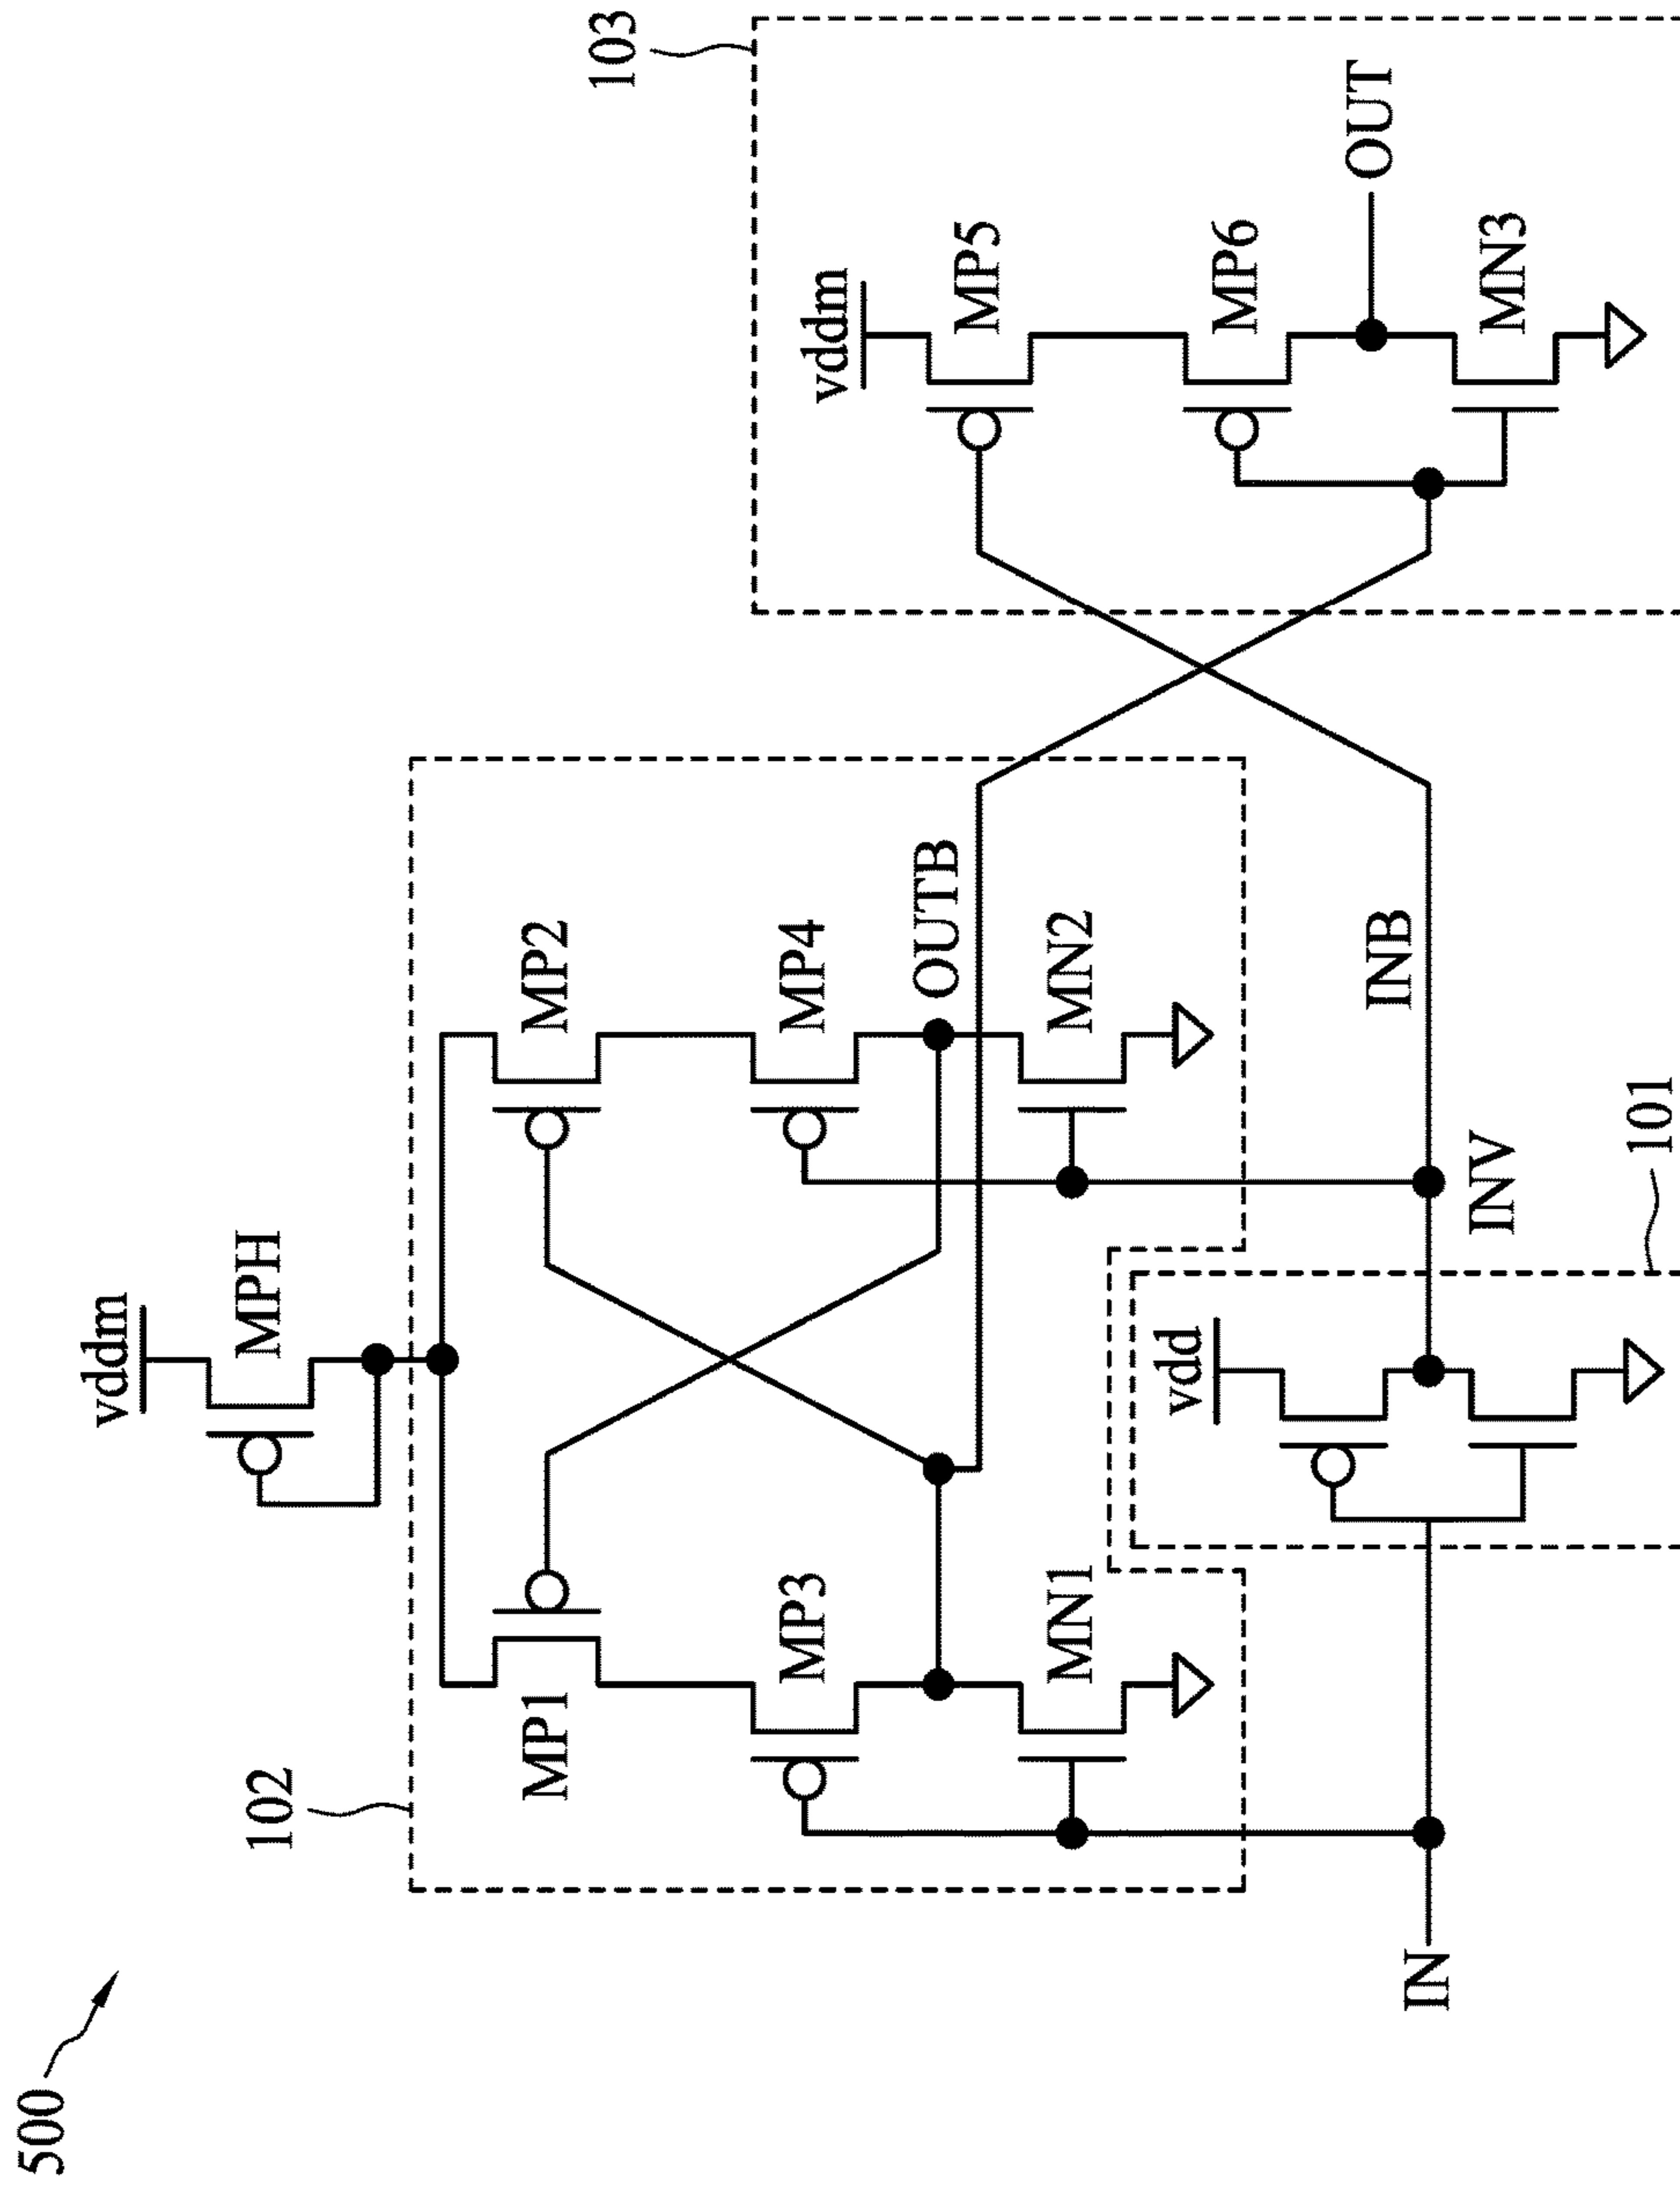 500
102
103
vddm
MPH
MP1
MP2
MP3
MP4
OUTB
MN1
MN2
vddm
MP5
MP6
OUT
MN3
vdd
INB
IN
INV
101